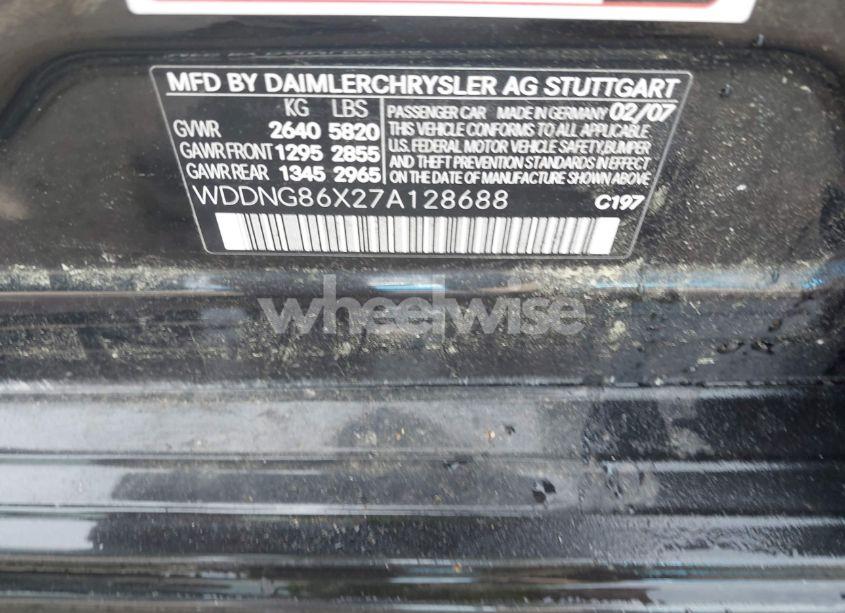 MFD BY DAIMLERCHRYSLER AG STUTTGART
KG LBS
GVWR 2640 5820
GAWR FRONT 1295 2855
GAWR REAR 1345 2965
PASSENGER CAR MADE IN GERMANY 02/07
THIS VEHICLE CONFORMS TO ALL APPLICABLE
U.S. FEDERAL MOTOR VEHICLE SAFETY, BUMPER
AND THEFT PREVENTION STANDARDS IN EFFECT
ON THE DATE OF MANUFACTURE SHOWN ABOVE
WDDNG86X27A128688 C197
wheelwise